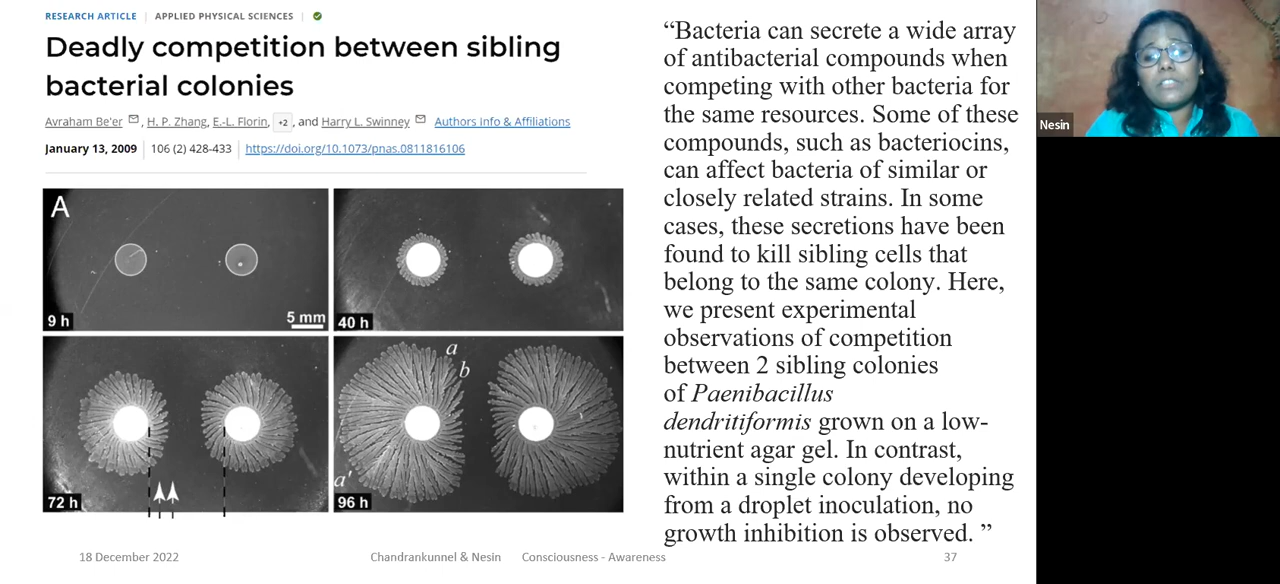 RESEARCH ARTICLE | APPLIED PHYSICAL SCIENCES |
Deadly competition between sibling
bacterial colonies
Avraham Be'er, H. P. Zhang, E.-L. Florin, +2, and Harry L. Swinney Authors Info & Affiliations
January 13, 2009 | 106 (2) 428-433 | https://doi.org/10.1073/pnas.0811816106
A
9 h
5 mm
40 h
72 h
a
b
a'
96 h
“Bacteria can secrete a wide array
of antibacterial compounds when
competing with other bacteria for
the same resources. Some of these
compounds, such as bacteriocins,
can affect bacteria of similar or
closely related strains. In some
cases, these secretions have been
found to kill sibling cells that
belong to the same colony. Here,
we present experimental
observations of competition
between 2 sibling colonies
of Paenibacillus
dendritiformis grown on a low-
nutrient agar gel. In contrast,
within a single colony developing
from a droplet inoculation, no
growth inhibition is observed. ”
Nesin
18 December 2022
Chandrankunnel & Nesin Consciousness - Awareness
37